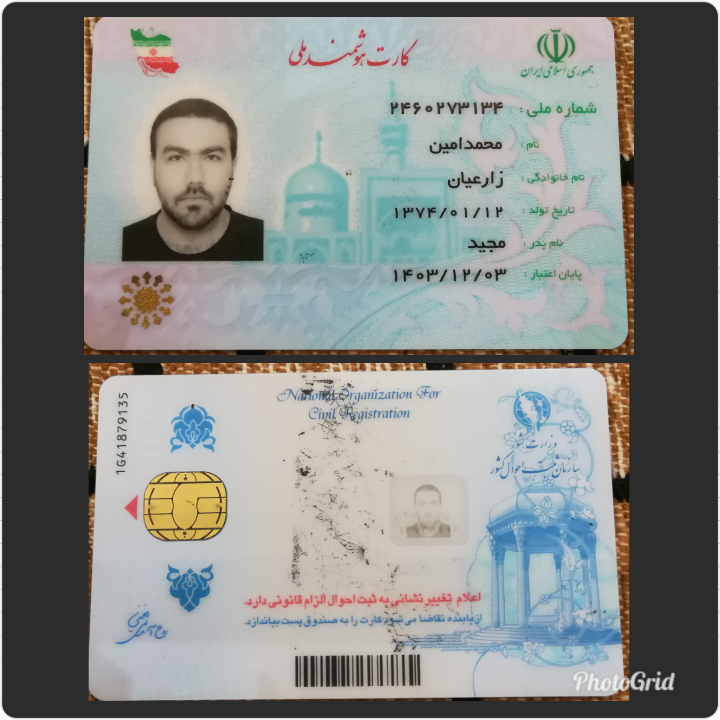 کارت هوشمند ملی
جمهوری اسلامی ایران
شماره ملی: ۲۴۶۰۲۷۳۱۳۴
نام: محمدامین
نام خانوادگی: زارعیان
تاریخ تولد: ۱۳۷۴/۰۱/۱۲
نام پدر: مجید
پایان اعتبار: ۱۴۰۳/۱۲/۰۳
1G41879135
National Organization For
Civil Registration
وزارت کشور
سازمان ثبت احوال کشور
اعلام تغییر نشانی به ثبت احوال الزام قانونی دارد.
از یابنده تقاضا می شود کارت را به صندوق پست بیاندازد.
PhotoGrid